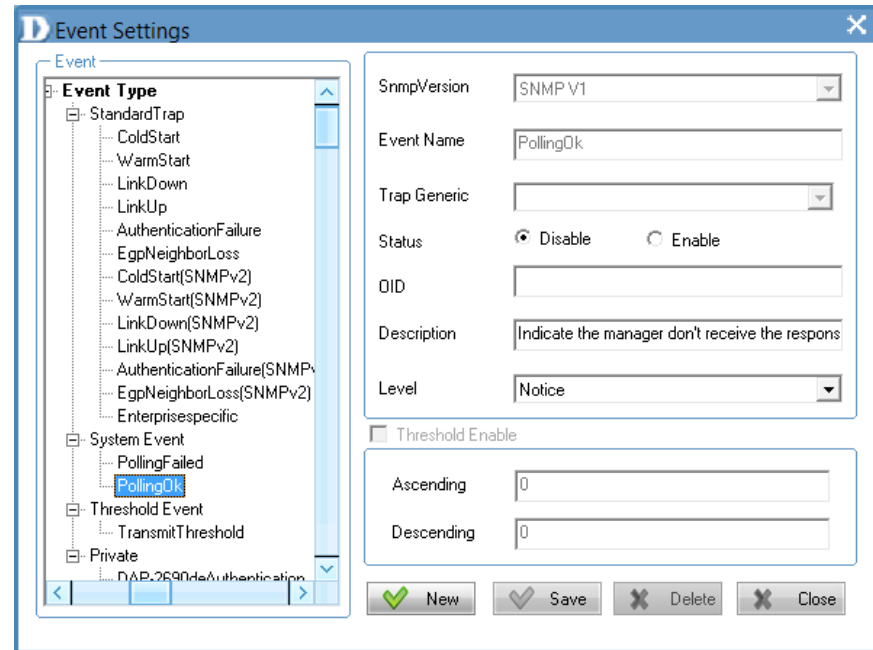 D Event Settings
Event
Event Type
StandardTrap
ColdStart
WarmStart
LinkDown
LinkUp
AuthenticationFailure
EgpNeighborLoss
ColdStart(SNMPv2)
WarmStart(SNMPv2)
LinkDown(SNMPv2)
LinkUp(SNMPv2)
AuthenticationFailure(SNMPv
EgpNeighborLoss(SNMPv2)
Enterprisespecific
System Event
PollingFailed
PollingOk
Threshold Event
TransmitThreshold
Private
DAP-2690deAuthentication
SnmpVersion SNMP V1
Event Name PollingOk
Trap Generic
Status Disable Enable
OID
Description Indicate the manager don't receive the respons
Level Notice
Threshold Enable
Ascending 0
Descending 0
New Save Delete Close